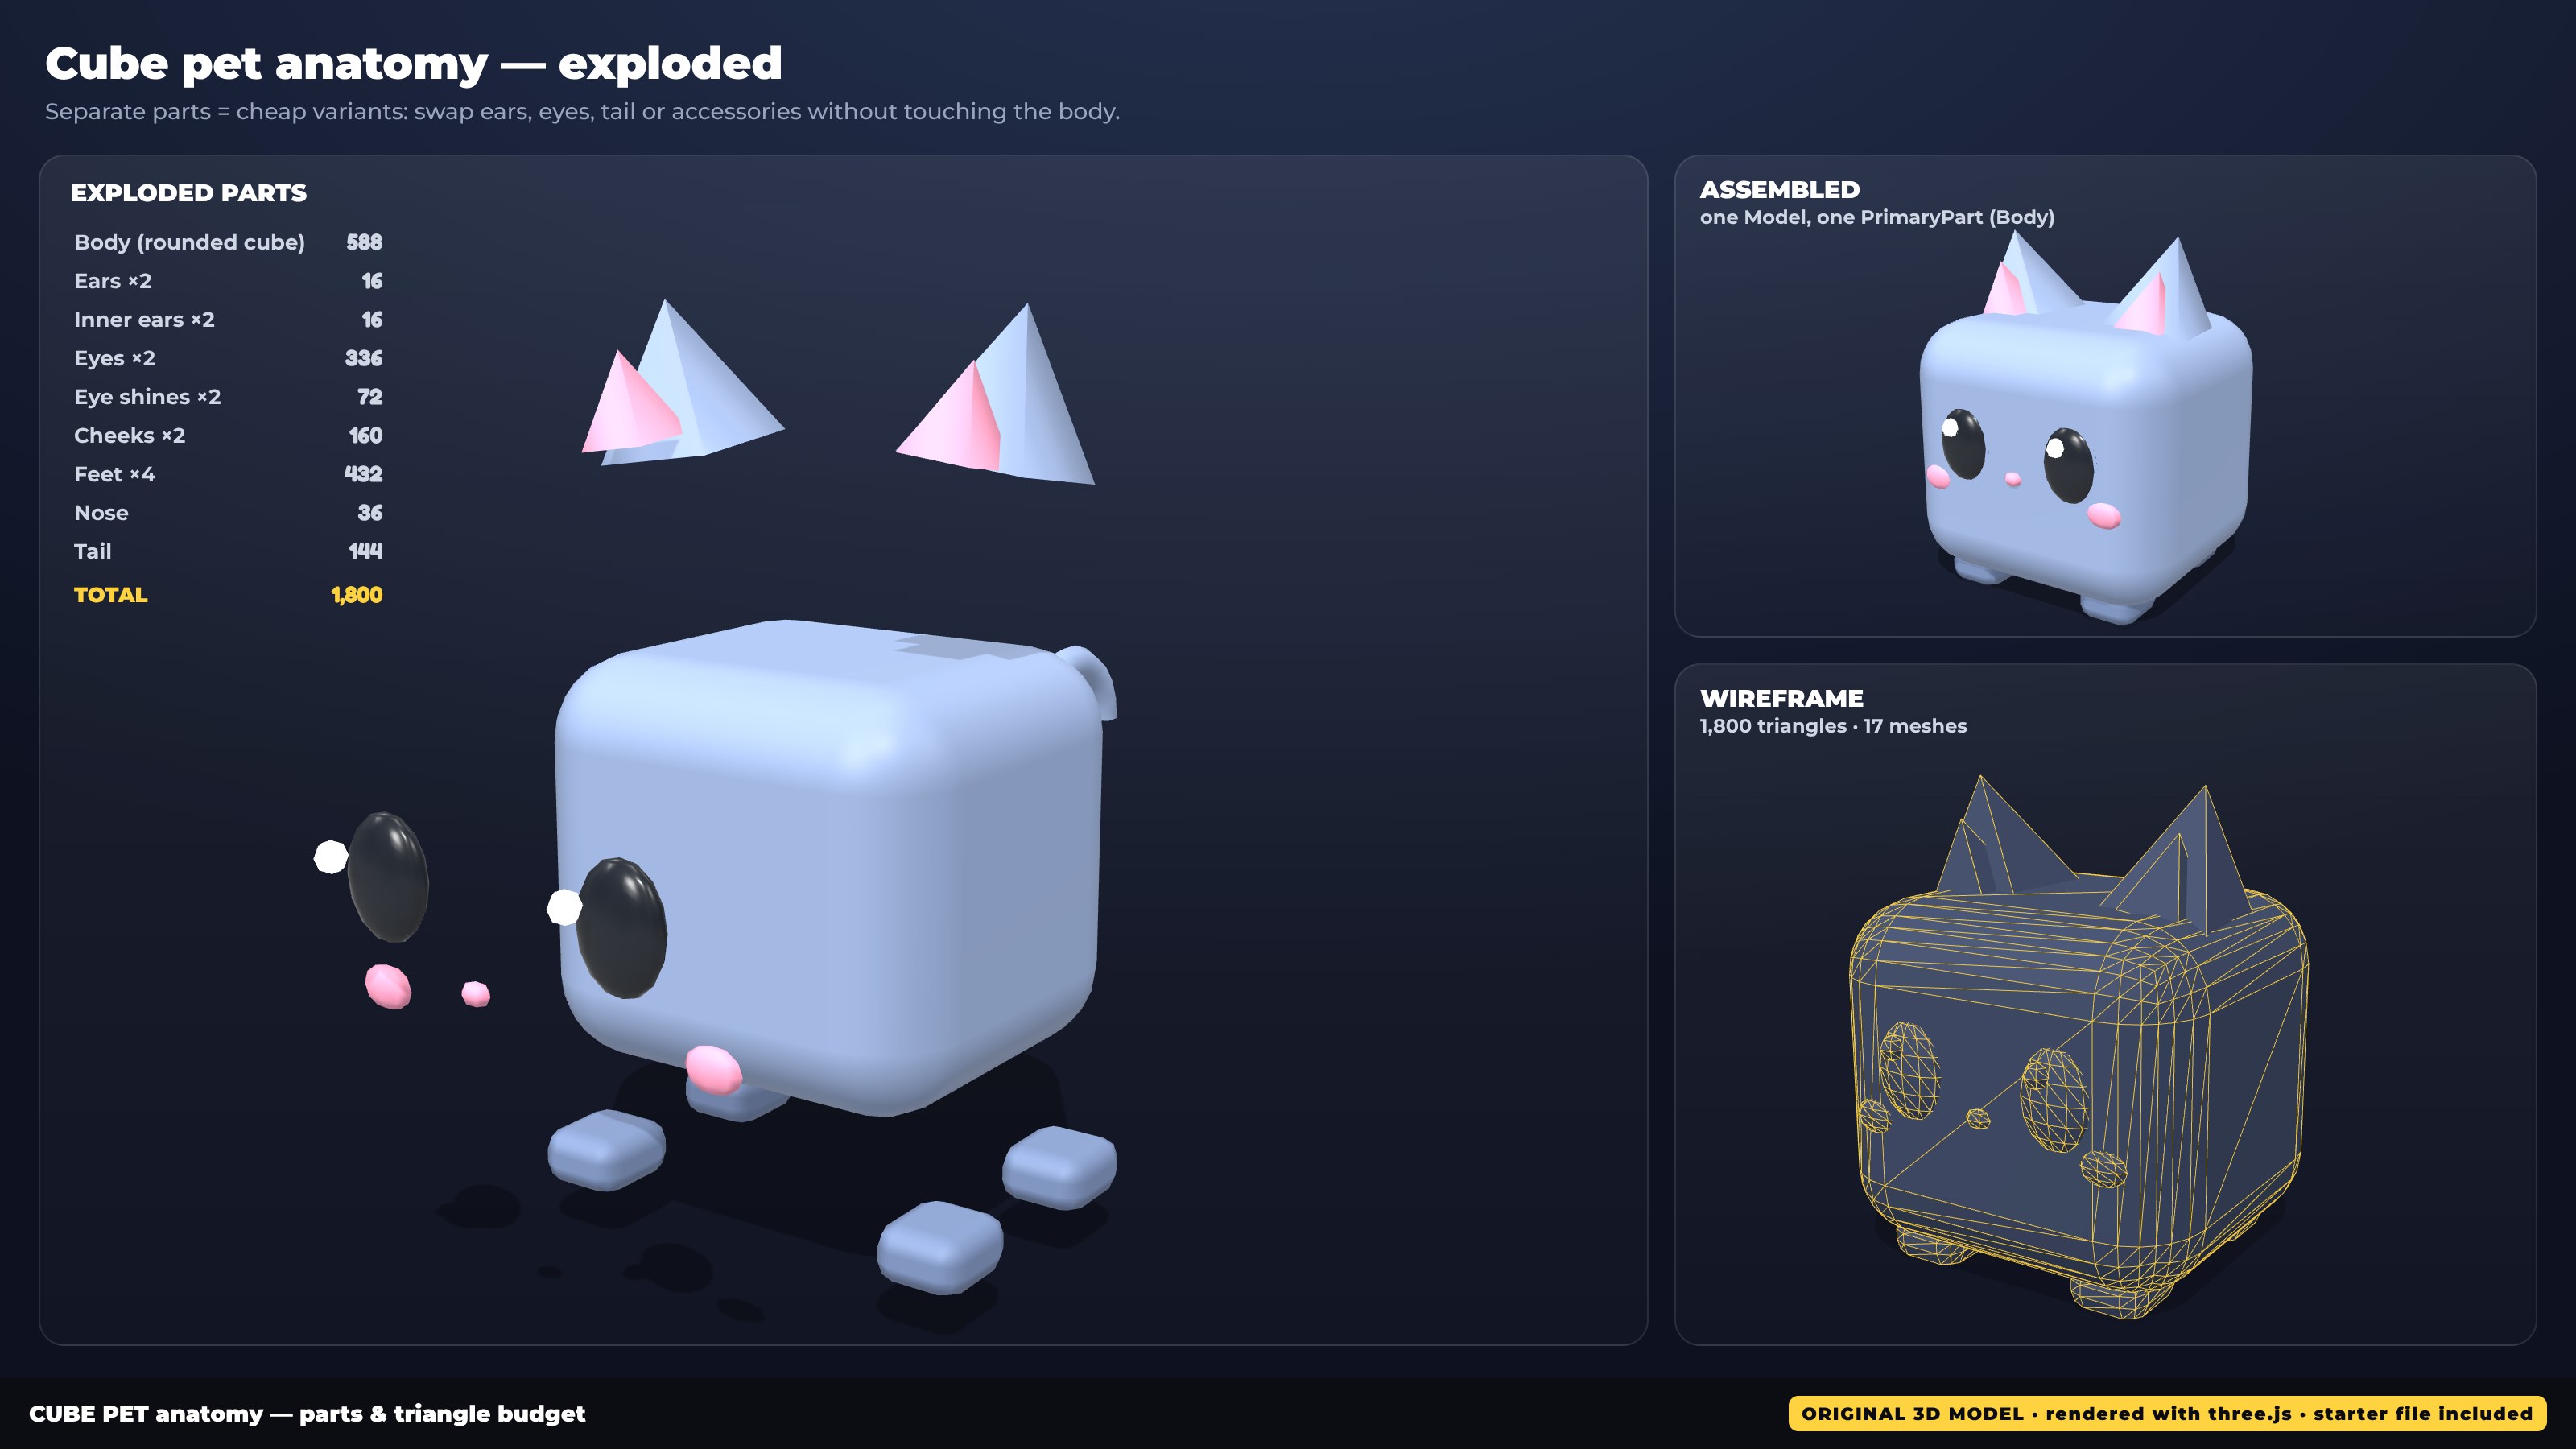 Cube pet anatomy — exploded
Separate parts = cheap variants: swap ears, eyes, tail or accessories without touching the body.
EXPLODED PARTS
Body (rounded cube) 588
Ears ×2 16
Inner ears ×2 16
Eyes ×2 336
Eye shines ×2 72
Cheeks ×2 160
Feet ×4 432
Nose 36
Tail 144
TOTAL 1,800
ASSEMBLED
one Model, one PrimaryPart (Body)
WIREFRAME
1,800 triangles · 17 meshes
CUBE PET anatomy — parts & triangle budget
ORIGINAL 3D MODEL · rendered with three.js · starter file included